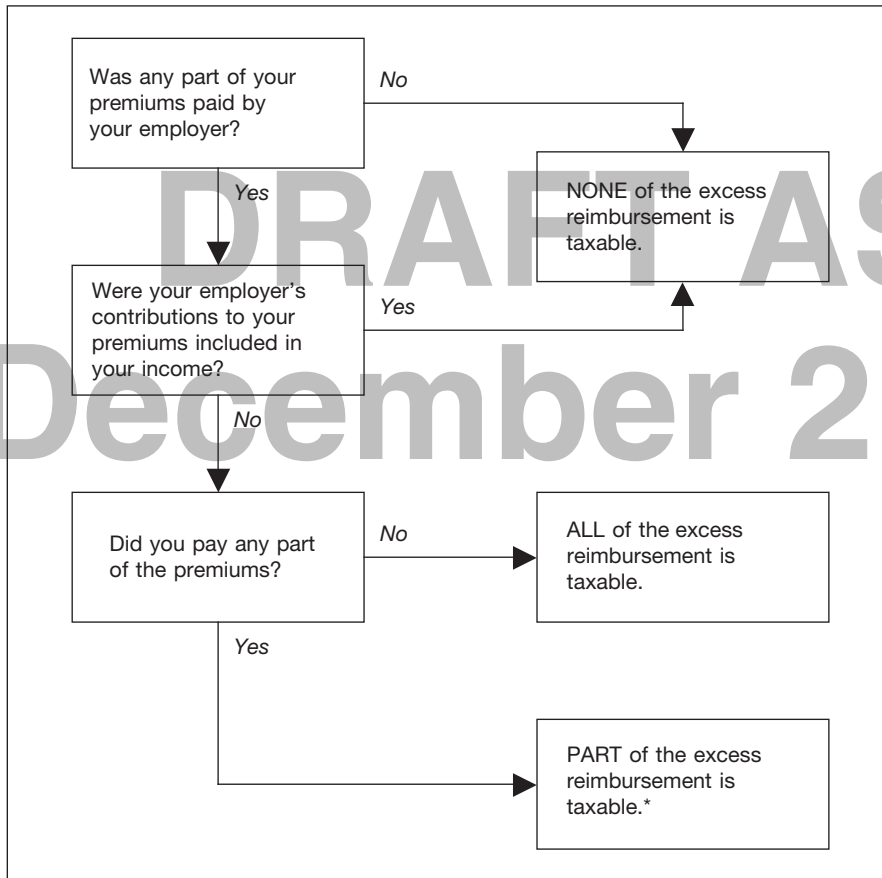 Was any part of your
premiums paid by
your employer?
No
Yes
NONE of the excess
reimbursement is
taxable.
DRAFT AS
Were your employer's
contributions to your
premiums included in
your income?
Yes
No
December 2
Did you pay any part
of the premiums?
No
ALL of the excess
reimbursement is
taxable.
Yes
PART of the excess
reimbursement is
taxable.*